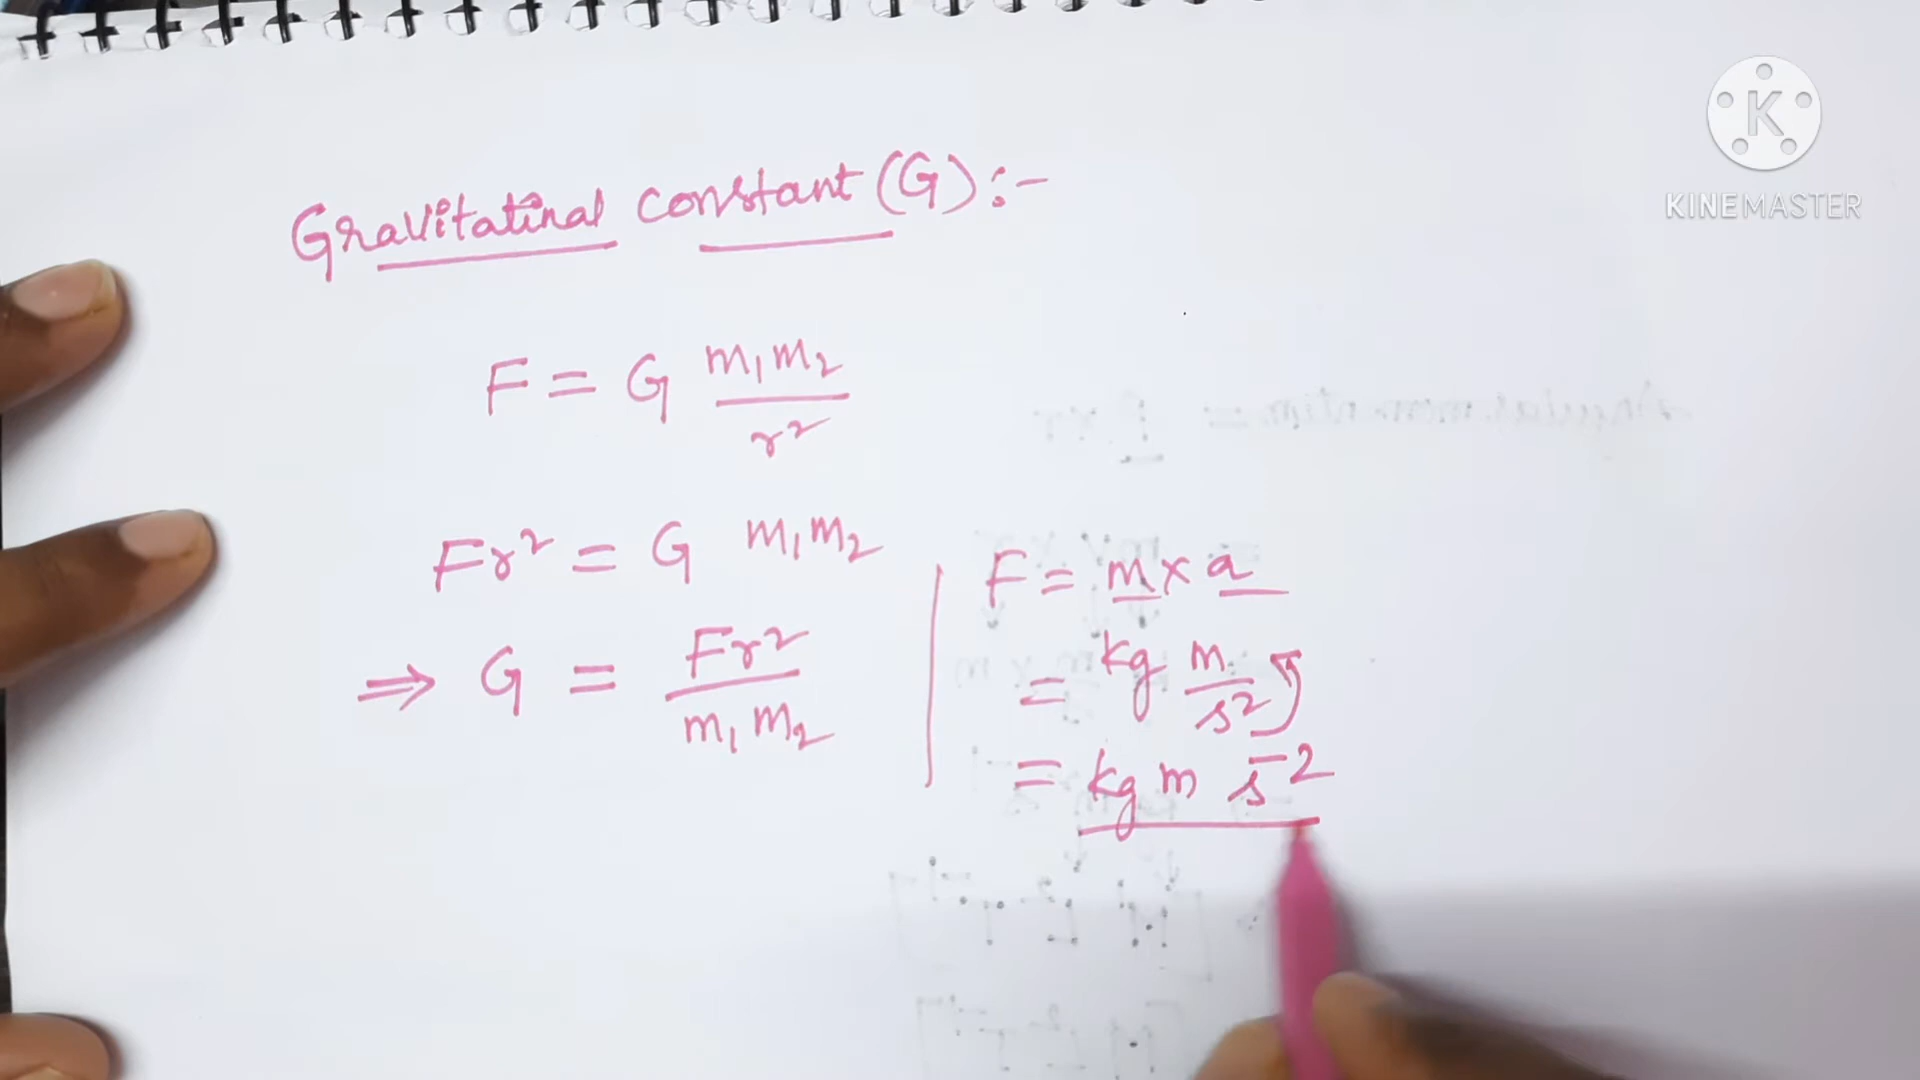 Gravitatinal constant (G):-
F = G m₁m₂ / r²
Fr² = G m₁m₂
⇒ G = Fr² / m₁m₂
F = m × a
= kg m / s²
= kg m s⁻²
K
KINEMASTER